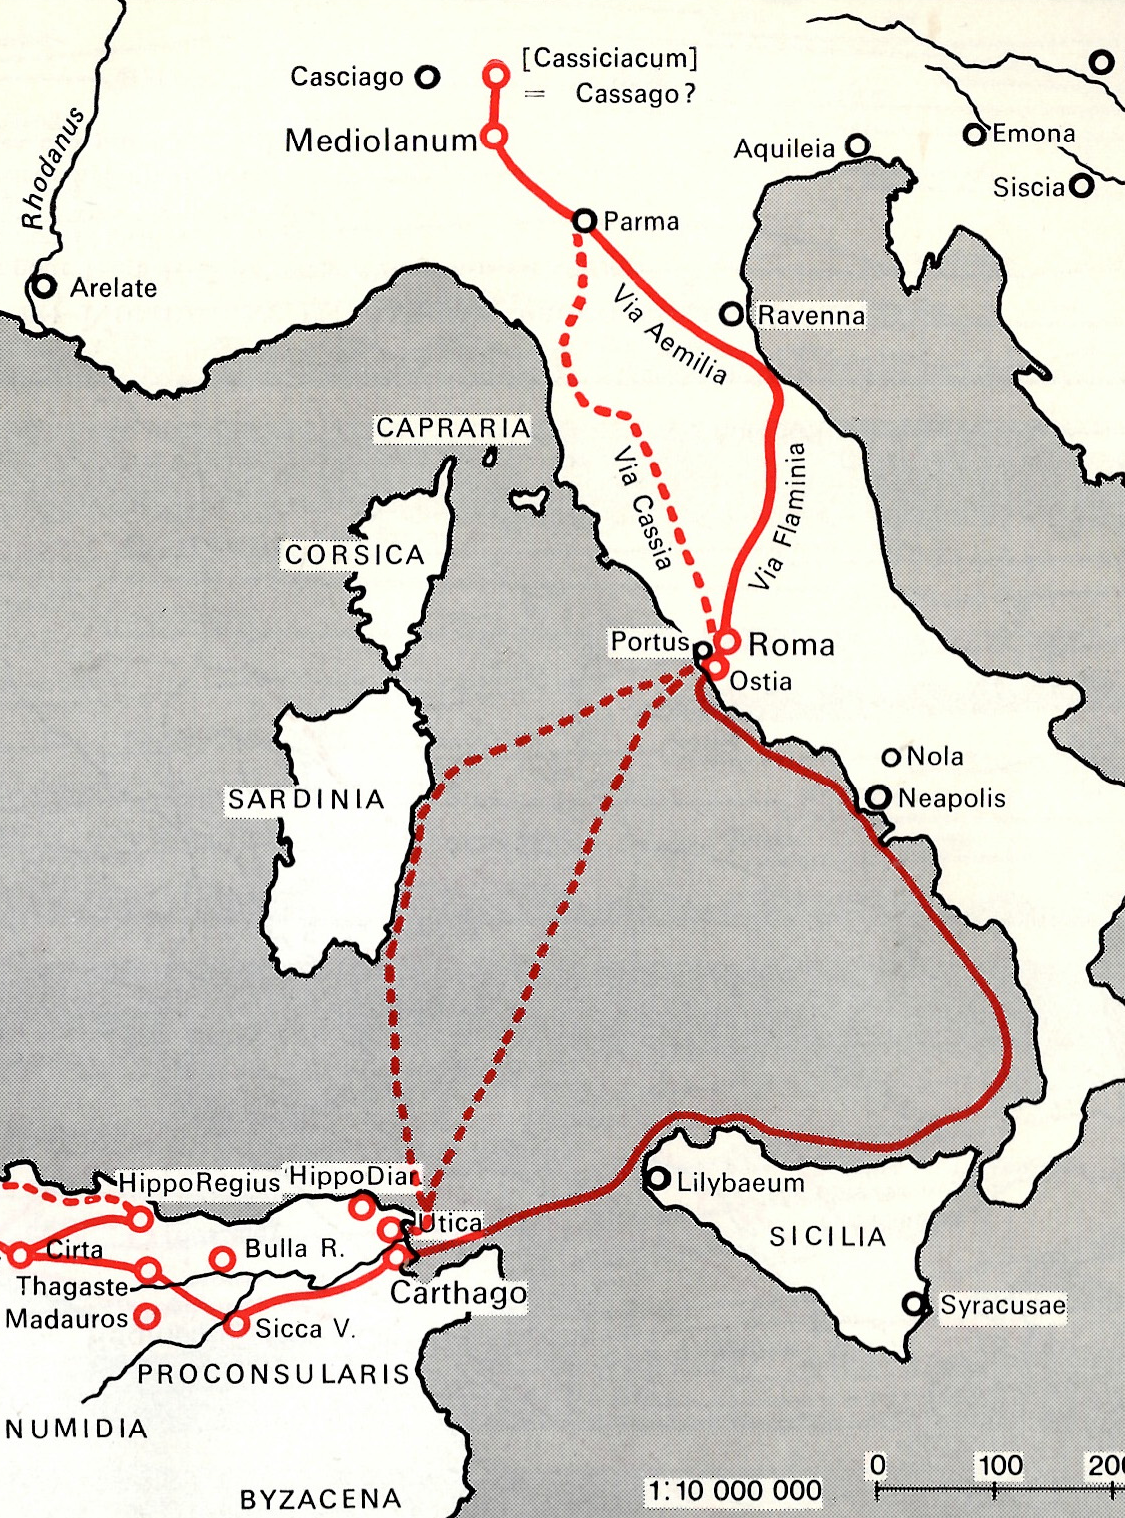 [Cassiciacum]
Casciago
= Cassago?
Mediolanum
Emona
Aquileia
Siscia
Rhodanus
Parma
Arelate
Via Aemilia
Ravenna
CAPRARIA
Via Cassia
Via Flaminia
CORSICA
Portus
Roma
Ostia
Nola
Neapolis
SARDINIA
HippoRegius
HippoDiar
Lilybaeum
Utica
SICILIA
Cirta
Bulla R.
Thagaste
Carthago
Madauros
Syracusae
Sicca V.
PROCONSULARIS
NUMIDIA
0 100 200
1:10 000 000
BYZACENA